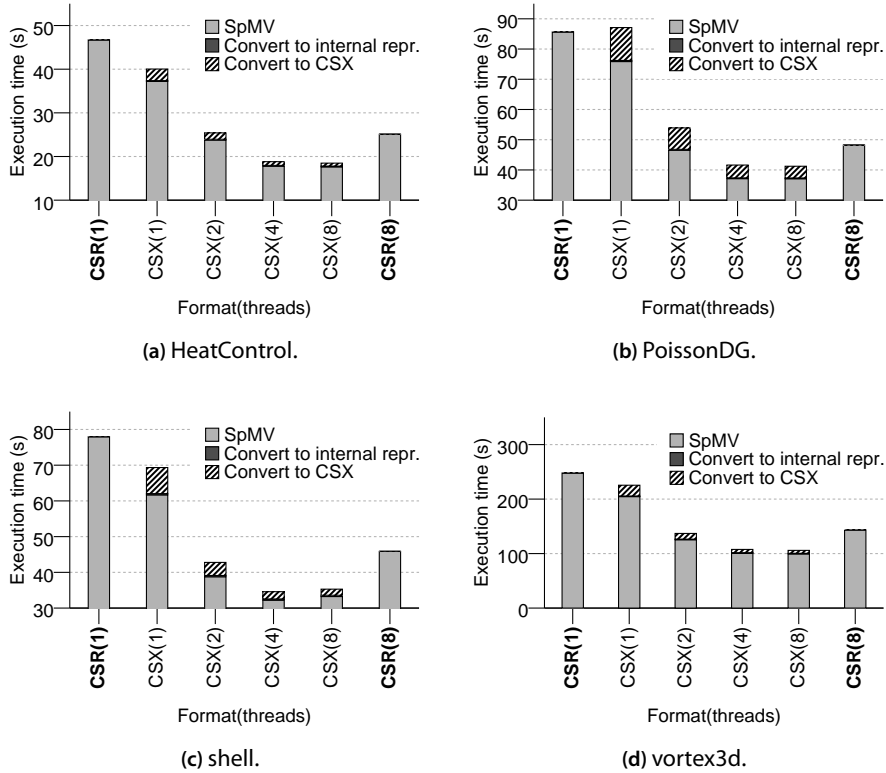 Execution time (s)
50
40
30
20
10
SpMV
Convert to internal repr.
Convert to CSX
CSR(1)
CSX(1)
CSX(2)
CSX(4)
CSX(8)
CSR(8)
Format(threads)
(a) HeatControl.
Execution time (s)
90
80
70
60
50
40
30
SpMV
Convert to internal repr.
Convert to CSX
CSR(1)
CSX(1)
CSX(2)
CSX(4)
CSX(8)
CSR(8)
Format(threads)
(b) PoissonDG.
Execution time (s)
80
70
60
50
40
30
SpMV
Convert to internal repr.
Convert to CSX
CSR(1)
CSX(1)
CSX(2)
CSX(4)
CSX(8)
CSR(8)
Format(threads)
(c) shell.
Execution time (s)
300
200
100
0
SpMV
Convert to internal repr.
Convert to CSX
CSR(1)
CSX(1)
CSX(2)
CSX(4)
CSX(8)
CSR(8)
Format(threads)
(d) vortex3d.